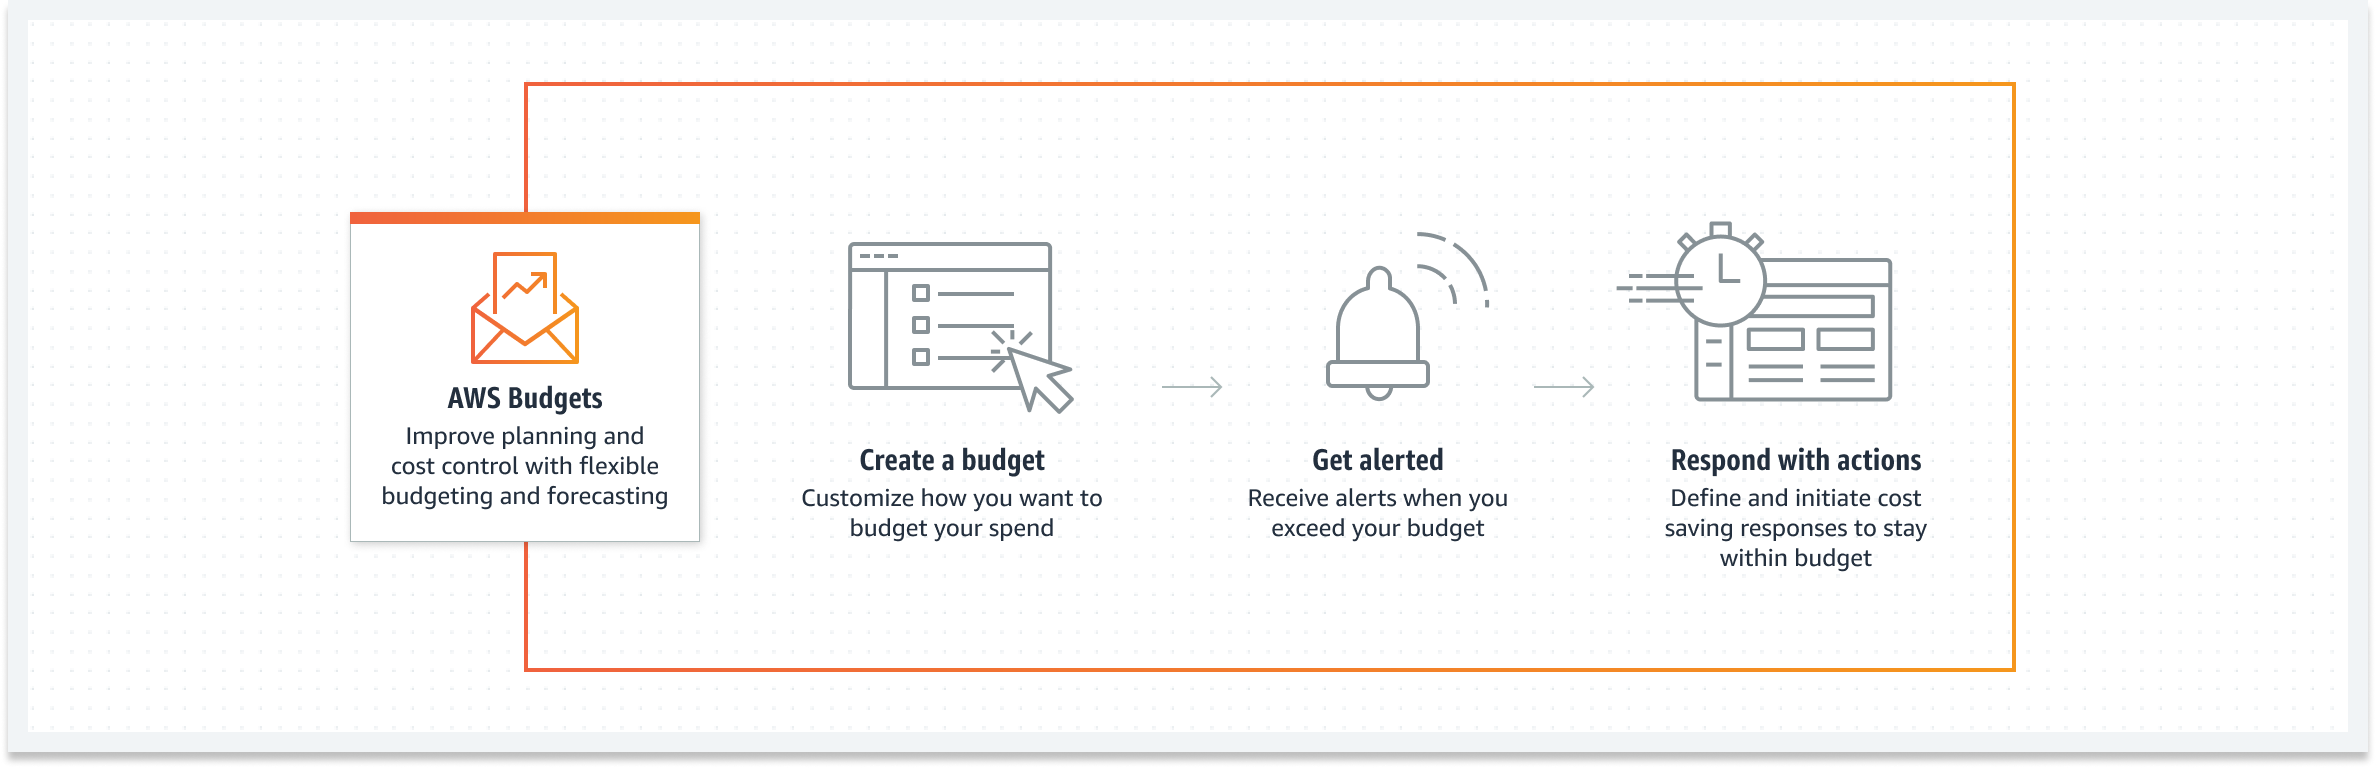 AWS Budgets
Improve planning and
cost control with flexible
budgeting and forecasting
Create a budget
Customize how you want to
budget your spend
Get alerted
Receive alerts when you
exceed your budget
Respond with actions
Define and initiate cost
saving responses to stay
within budget